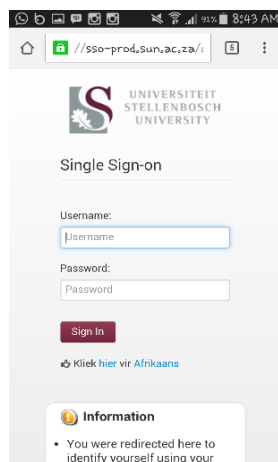 91% 8:43 AM
//sso-prod.sun.ac.za/c
5
UNIVERSITEIT
STELLENBOSCH
UNIVERSITY
Single Sign-on
Username:
Username
Password:
Password
Sign In
Kliek hier vir Afrikaans
Information
• You were redirected here to
identify yourself using your